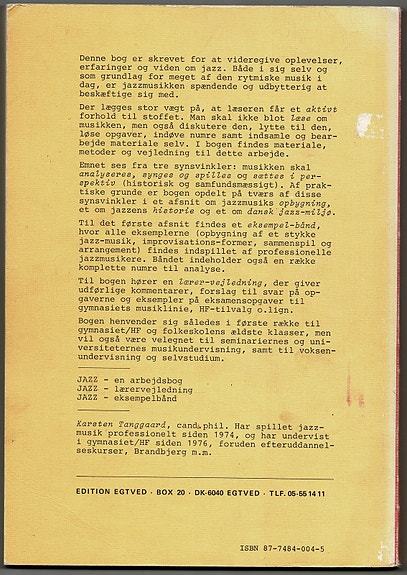 Denne bog er skrevet for at videregive oplevelser,
erfaringer og viden om jazz. Både i sig selv og
som grundlag for meget af den rytmiske musik i
dag, er jazzmusikken spændende og udbytterig at
beskæftige sig med.
Der lægges stor vægt på, at læseren får et aktivt
forhold til stoffet. Man skal ikke blot læse om
musikken, men også diskutere den, lytte til den,
løse opgaver, indøve numre samt indsamle og bear-
bejde materiale selv. I bogen findes materiale,
metoder og vejledning til dette arbejde.
Emnet ses fra tre synsvinkler: musikken skal
analyseres, synges og spilles og sættes i per-
spektiv (historisk og samfundsmæssigt). Af prak-
tiske grunde er bogen opdelt på tværs af disse
synsvinkler i et afsnit om jazzmusiks opbygning,
et om jazzens historie og et om dansk jazz-miljø.
Til det første afsnit findes et eksempel-bånd,
hvor alle eksemplerne (opbygning af et stykke
jazz-musik, improvisations-former, sammenspil og
arrangement) findes indspillet af professionelle
jazzmusikere. Båndet indeholder også en række
komplette numre til analyse.
Til bogen hører en lærer-vejledning, der giver
udførlige kommentarer, forslag til svar på op-
gaverne og eksempler på eksamensopgaver til
gymnasiets musiklinie, HF-tilvalg o.lign.
Bogen henvender sig således i første række til
gymnasiet/HF og folkeskolens ældste klasser, men
vil også være velegnet til seminariernes og uni-
versiteternes musikundervisning, samt til voksen-
undervisning og selvstudium.
JAZZ - en arbejdsbog
JAZZ - lærervejledning
JAZZ - eksempelbånd
Karsten Tanggaard, cand.phil. Har spillet jazz-
musik professionelt siden 1974, og har undervist
i gymnasiet/HF siden 1976, foruden efteruddannel-
seskurser, Brandbjerg m.m.
EDITION EGTVED · BOX 20 · DK-6040 EGTVED · TLF. 05-55 14 11
ISBN 87-7484-004-5